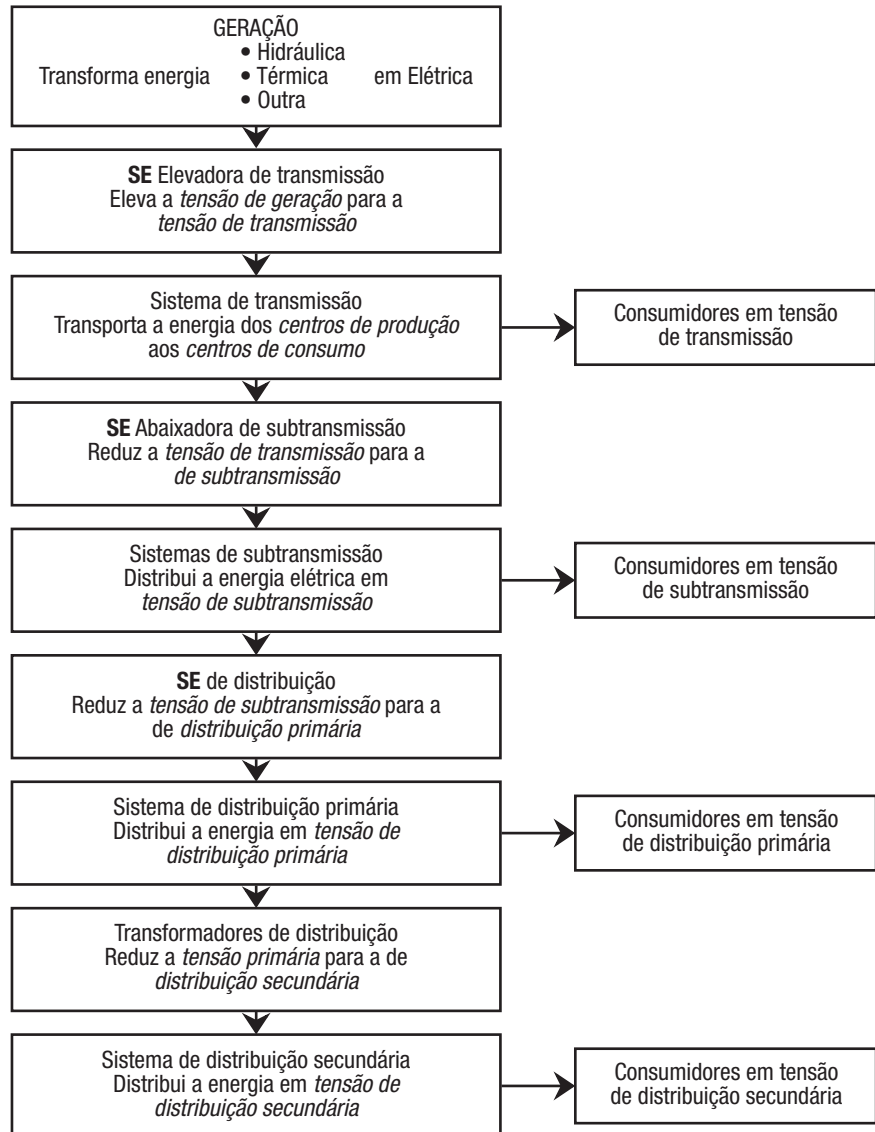 GERAÇÃO
• Hidráulica
Transforma energia • Térmica em Elétrica
• Outra
SE Elevadora de transmissão
Eleva a tensão de geração para a
tensão de transmissão
Sistema de transmissão
Transporta a energia dos centros de produção
aos centros de consumo
Consumidores em tensão
de transmissão
SE Abaixadora de subtransmissão
Reduz a tensão de transmissão para a
de subtransmissão
Sistemas de subtransmissão
Distribui a energia elétrica em
tensão de subtransmissão
Consumidores em tensão
de subtransmissão
SE de distribuição
Reduz a tensão de subtransmissão para a
de distribuição primária
Sistema de distribuição primária
Distribui a energia em tensão de
distribuição primária
Consumidores em tensão
de distribuição primária
Transformadores de distribuição
Reduz a tensão primária para a de
distribuição secundária
Sistema de distribuição secundária
Distribui a energia em tensão de
distribuição secundária
Consumidores em tensão
de distribuição secundária